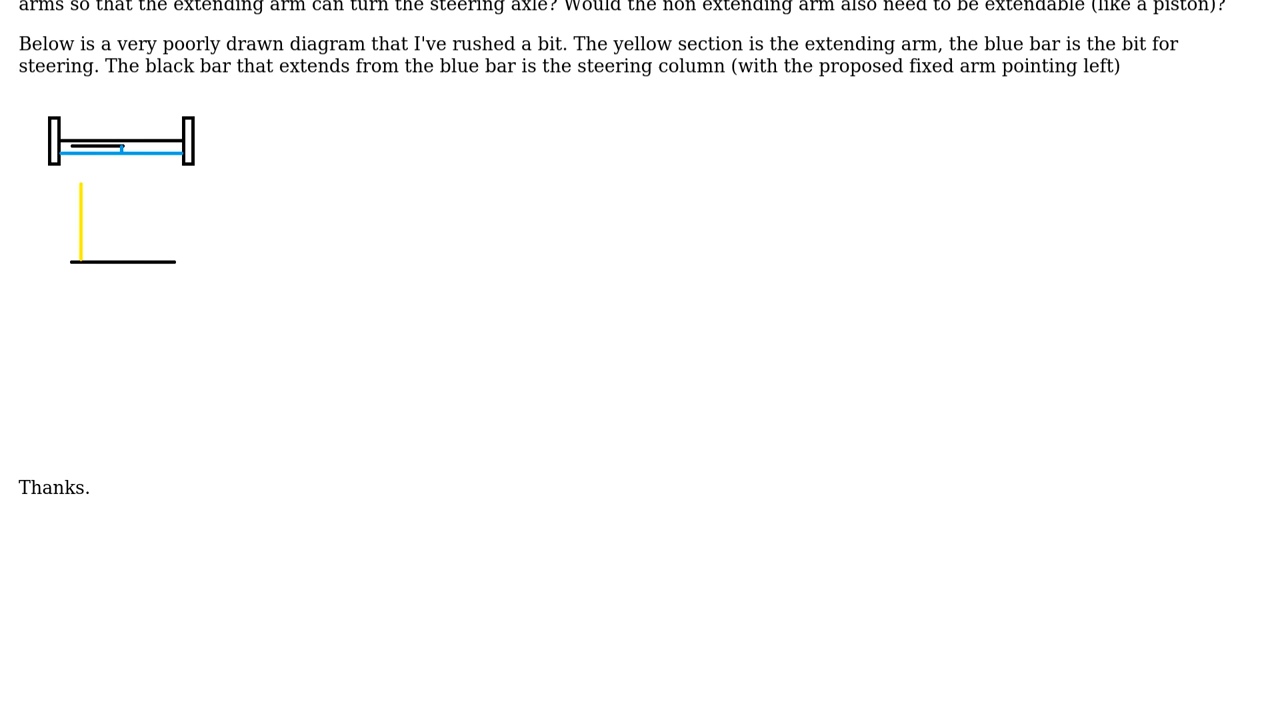 arms so that the extending arm can turn the steering axle? Would the non extending arm also need to be extendable (like a piston)?
Below is a very poorly drawn diagram that I've rushed a bit. The yellow section is the extending arm, the blue bar is the bit for
steering. The black bar that extends from the blue bar is the steering column (with the proposed fixed arm pointing left)
Thanks.